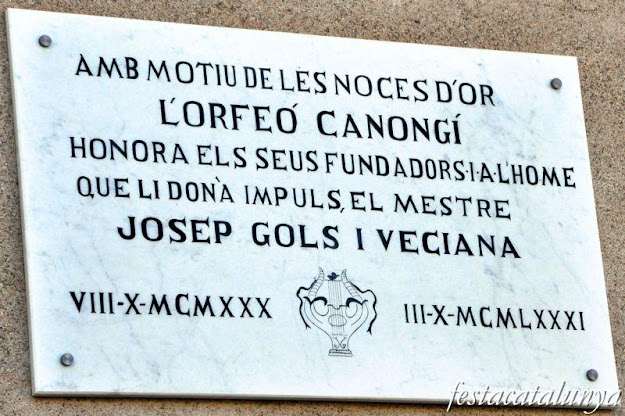 AMB MOTIU DE LES NOCES D'OR
L'ORFEÓ CANONGÍ
HONORA ELS SEUS FUNDADORS·I·A·L'HOME
QUE LI DONÀ IMPULS, EL MESTRE
JOSEP GOLS I VECIANA
VIII-X-MCMXXX III-X-MCMLXXXI
festacatalunya